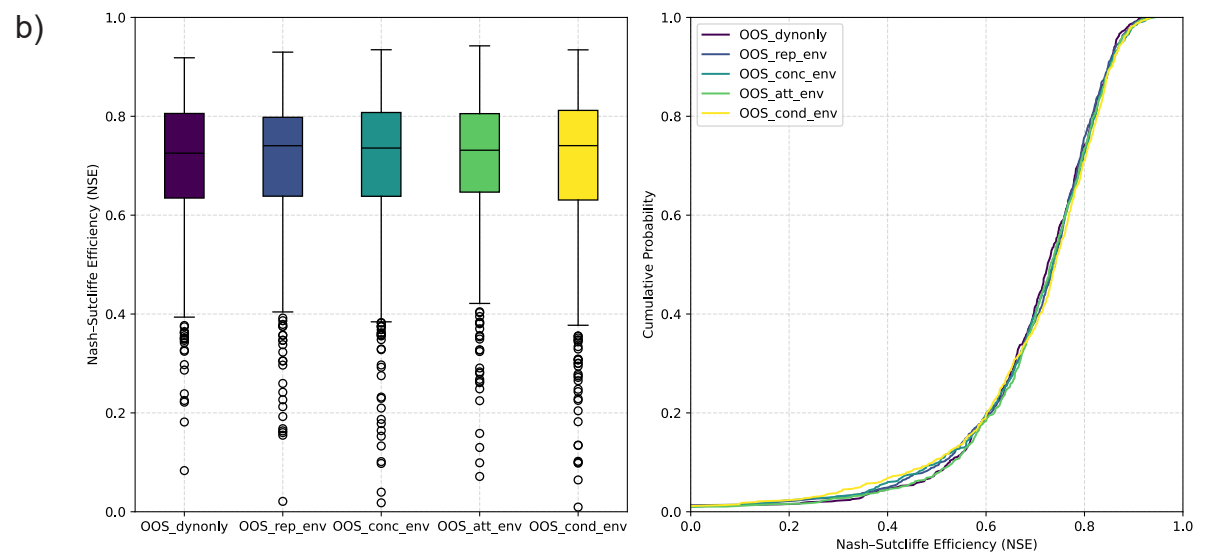 b)
Nash–Sutcliffe Efficiency (NSE)
1.0
0.8
0.6
0.4
0.2
0.0
OOS_dynonly OOS_rep_env OOS_conc_env OOS_att_env OOS_cond_env
Cumulative Probability
1.0
0.8
0.6
0.4
0.2
0.0
OOS_dynonly
OOS_rep_env
OOS_conc_env
OOS_att_env
OOS_cond_env
0.0 0.2 0.4 0.6 0.8 1.0
Nash–Sutcliffe Efficiency (NSE)